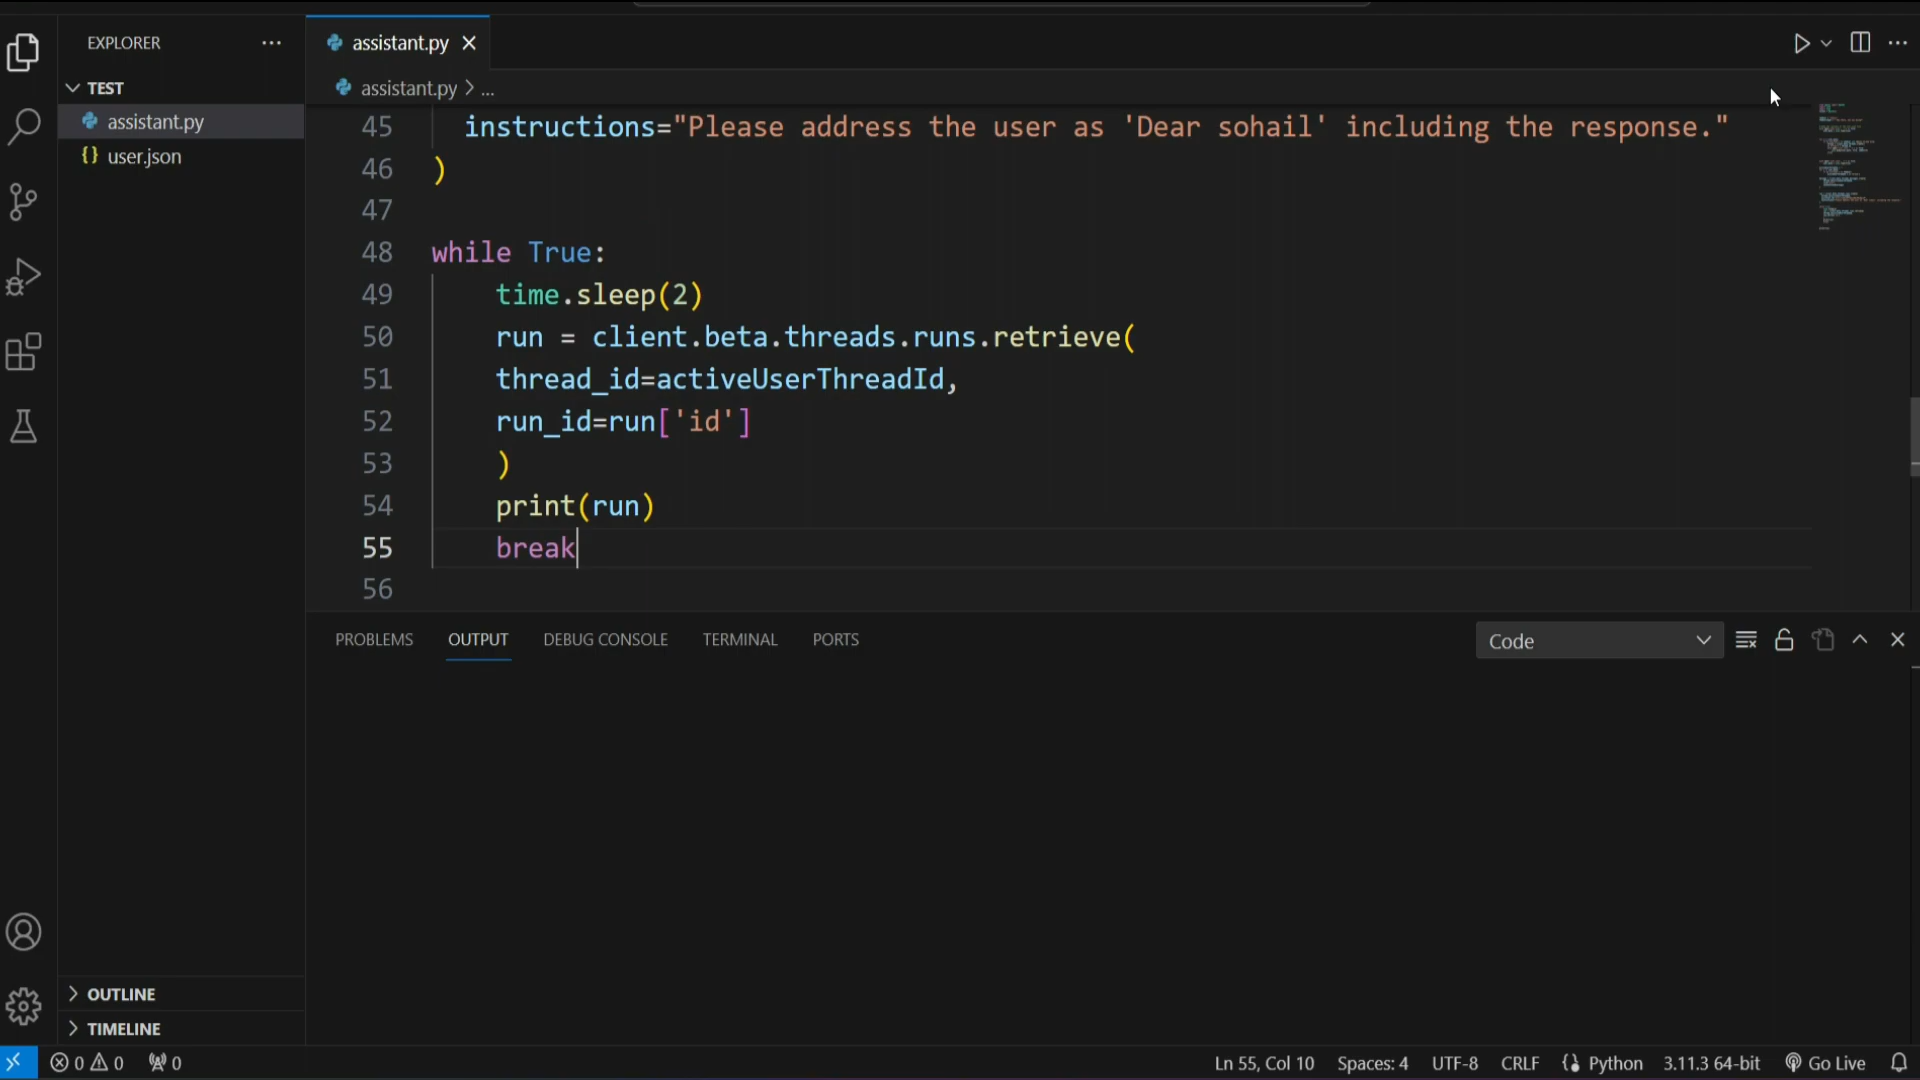 EXPLORER
TEST
assistant.py
user.json
OUTLINE
TIMELINE
assistant.py
assistant.py > ...
45 instructions="Please address the user as 'Dear sohail' including the response."
46 )
47
48 while True:
49 time.sleep(2)
50 run = client.beta.threads.runs.retrieve(
51 thread_id=activeUserThreadId,
52 run_id=run['id']
53 )
54 print(run)
55 break
56
PROBLEMS OUTPUT DEBUG CONSOLE TERMINAL PORTS Code
0 0 0 Ln 55, Col 10 Spaces: 4 UTF-8 CRLF Python 3.11.3 64-bit Go Live